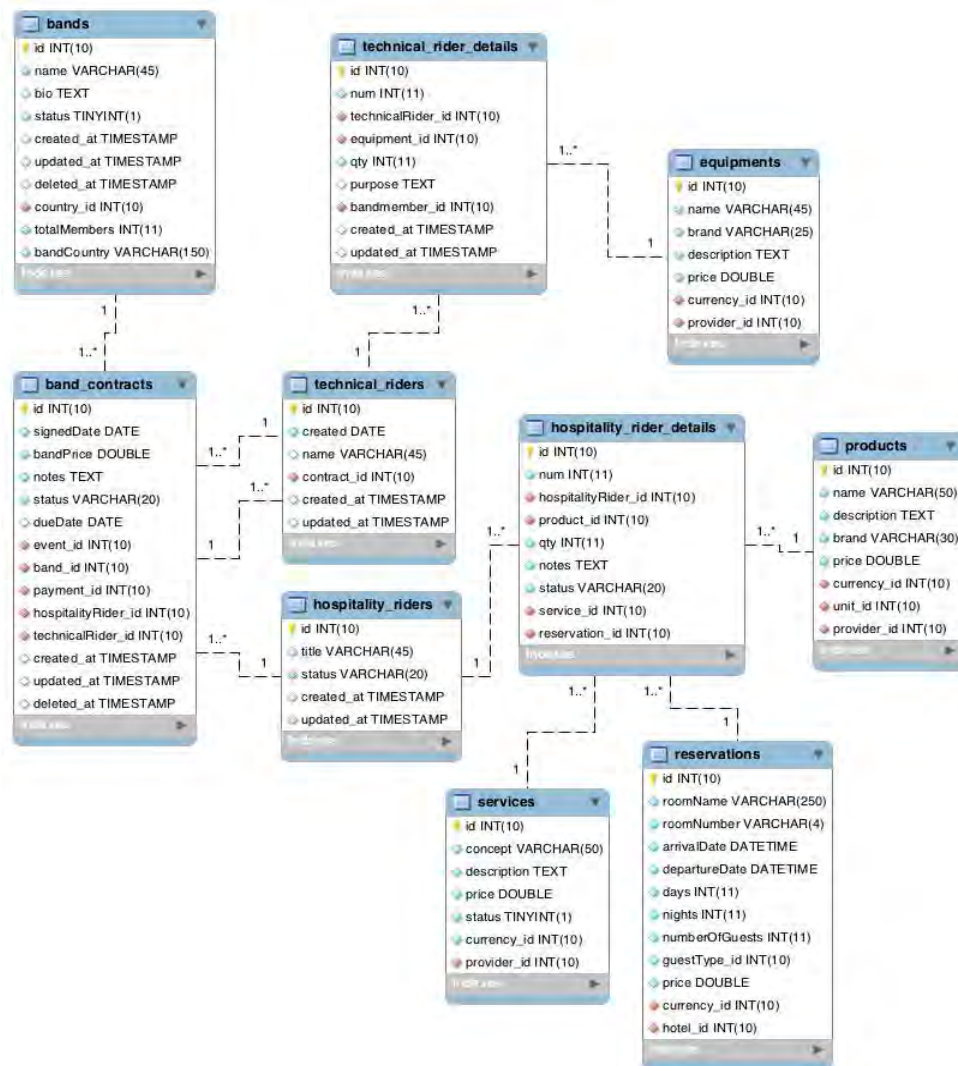 bands
id INT(10)
name VARCHAR(45)
bio TEXT
status TINYINT(1)
created_at TIMESTAMP
updated_at TIMESTAMP
deleted_at TIMESTAMP
country_id INT(10)
totalMembers INT(11)
bandCountry VARCHAR(150)
Indexes
1
1..*
technical_rider_details
id INT(10)
num INT(11)
technicalRider_id INT(10)
equipment_id INT(10)
qty INT(11)
purpose TEXT
bandmember_id INT(10)
created_at TIMESTAMP
updated_at TIMESTAMP
Indexes
1..*
1
1..*
1
equipments
id INT(10)
name VARCHAR(45)
brand VARCHAR(25)
description TEXT
price DOUBLE
currency_id INT(10)
provider_id INT(10)
Indexes
band_contracts
id INT(10)
signedDate DATE
bandPrice DOUBLE
notes TEXT
status VARCHAR(20)
dueDate DATE
event_id INT(10)
band_id INT(10)
payment_id INT(10)
hospitalityRider_id INT(10)
technicalRider_id INT(10)
created_at TIMESTAMP
updated_at TIMESTAMP
deleted_at TIMESTAMP
Indexes
1
1..*
1..*
1
1..*
1
technical_riders
id INT(10)
created DATE
name VARCHAR(45)
contract_id INT(10)
created_at TIMESTAMP
updated_at TIMESTAMP
Indexes
hospitality_riders
id INT(10)
title VARCHAR(45)
status VARCHAR(20)
created_at TIMESTAMP
updated_at TIMESTAMP
Indexes
1..*
1
hospitality_rider_details
id INT(10)
num INT(11)
hospitalityRider_id INT(10)
product_id INT(10)
qty INT(11)
notes TEXT
status VARCHAR(20)
service_id INT(10)
reservation_id INT(10)
Indexes
1..*
1
products
id INT(10)
name VARCHAR(50)
description TEXT
brand VARCHAR(30)
price DOUBLE
currency_id INT(10)
unit_id INT(10)
provider_id INT(10)
Indexes
1..*
1..*
1
1
services
id INT(10)
concept VARCHAR(50)
description TEXT
price DOUBLE
status TINYINT(1)
currency_id INT(10)
provider_id INT(10)
Indexes
reservations
id INT(10)
roomName VARCHAR(250)
roomNumber VARCHAR(4)
arrivalDate DATETIME
departureDate DATETIME
days INT(11)
nights INT(11)
numberOfGuests INT(11)
guestType_id INT(10)
price DOUBLE
currency_id INT(10)
hotel_id INT(10)